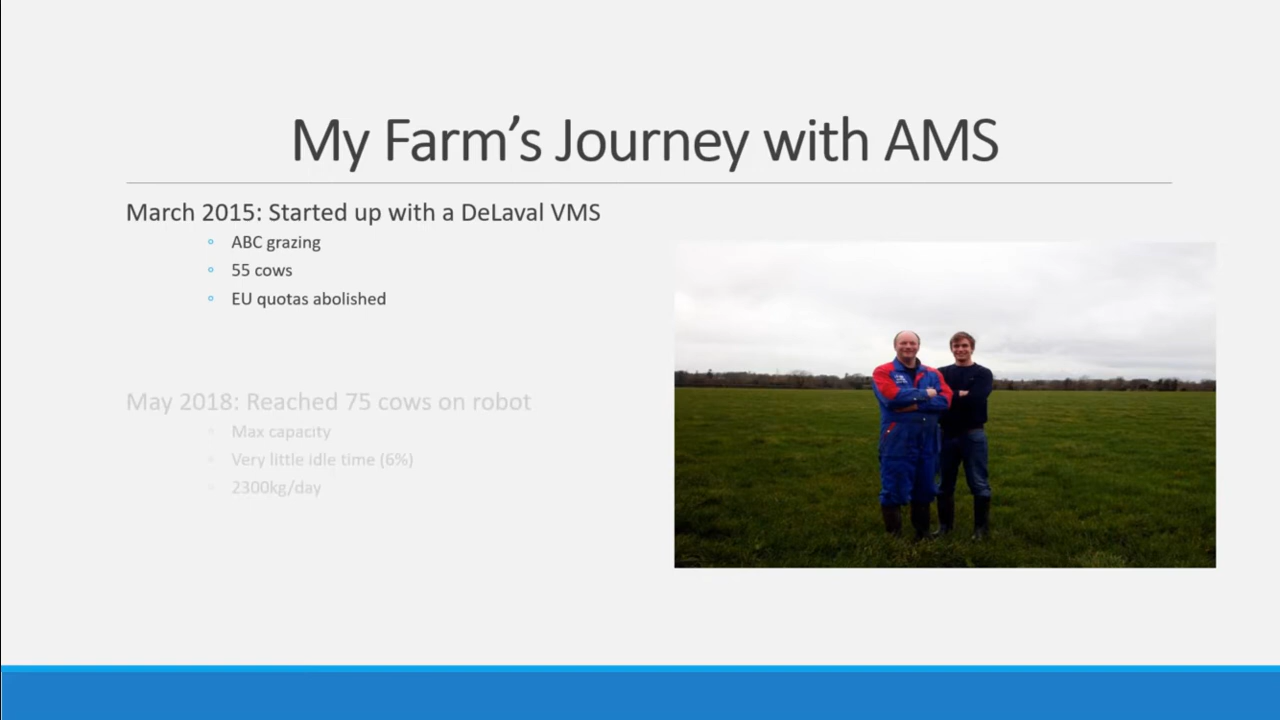 My Farm's Journey with AMS
March 2015: Started up with a DeLaval VMS
ABC grazing
55 cows
EU quotas abolished
May 2018: Reached 75 cows on robot
Max capacity
Very little idle time (6%)
2300kg/day